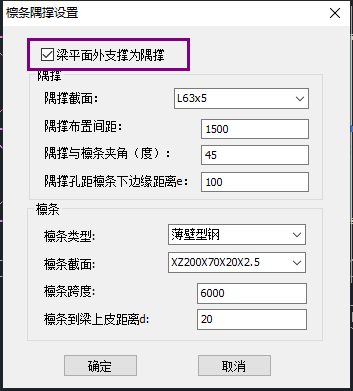 檩条隅撑设置
梁平面外支撑为隅撑
隅撑
隅撑截面： L63x5
隅撑布置间距： 1500
隅撑与檩条夹角（度）： 45
隅撑孔距檩条下边缘距离e： 100
檩条
檩条类型： 薄壁型钢
檩条截面： XZ200X70X20X2.5
檩条跨度： 6000
檩条到梁上皮距离d: 20
确定 取消